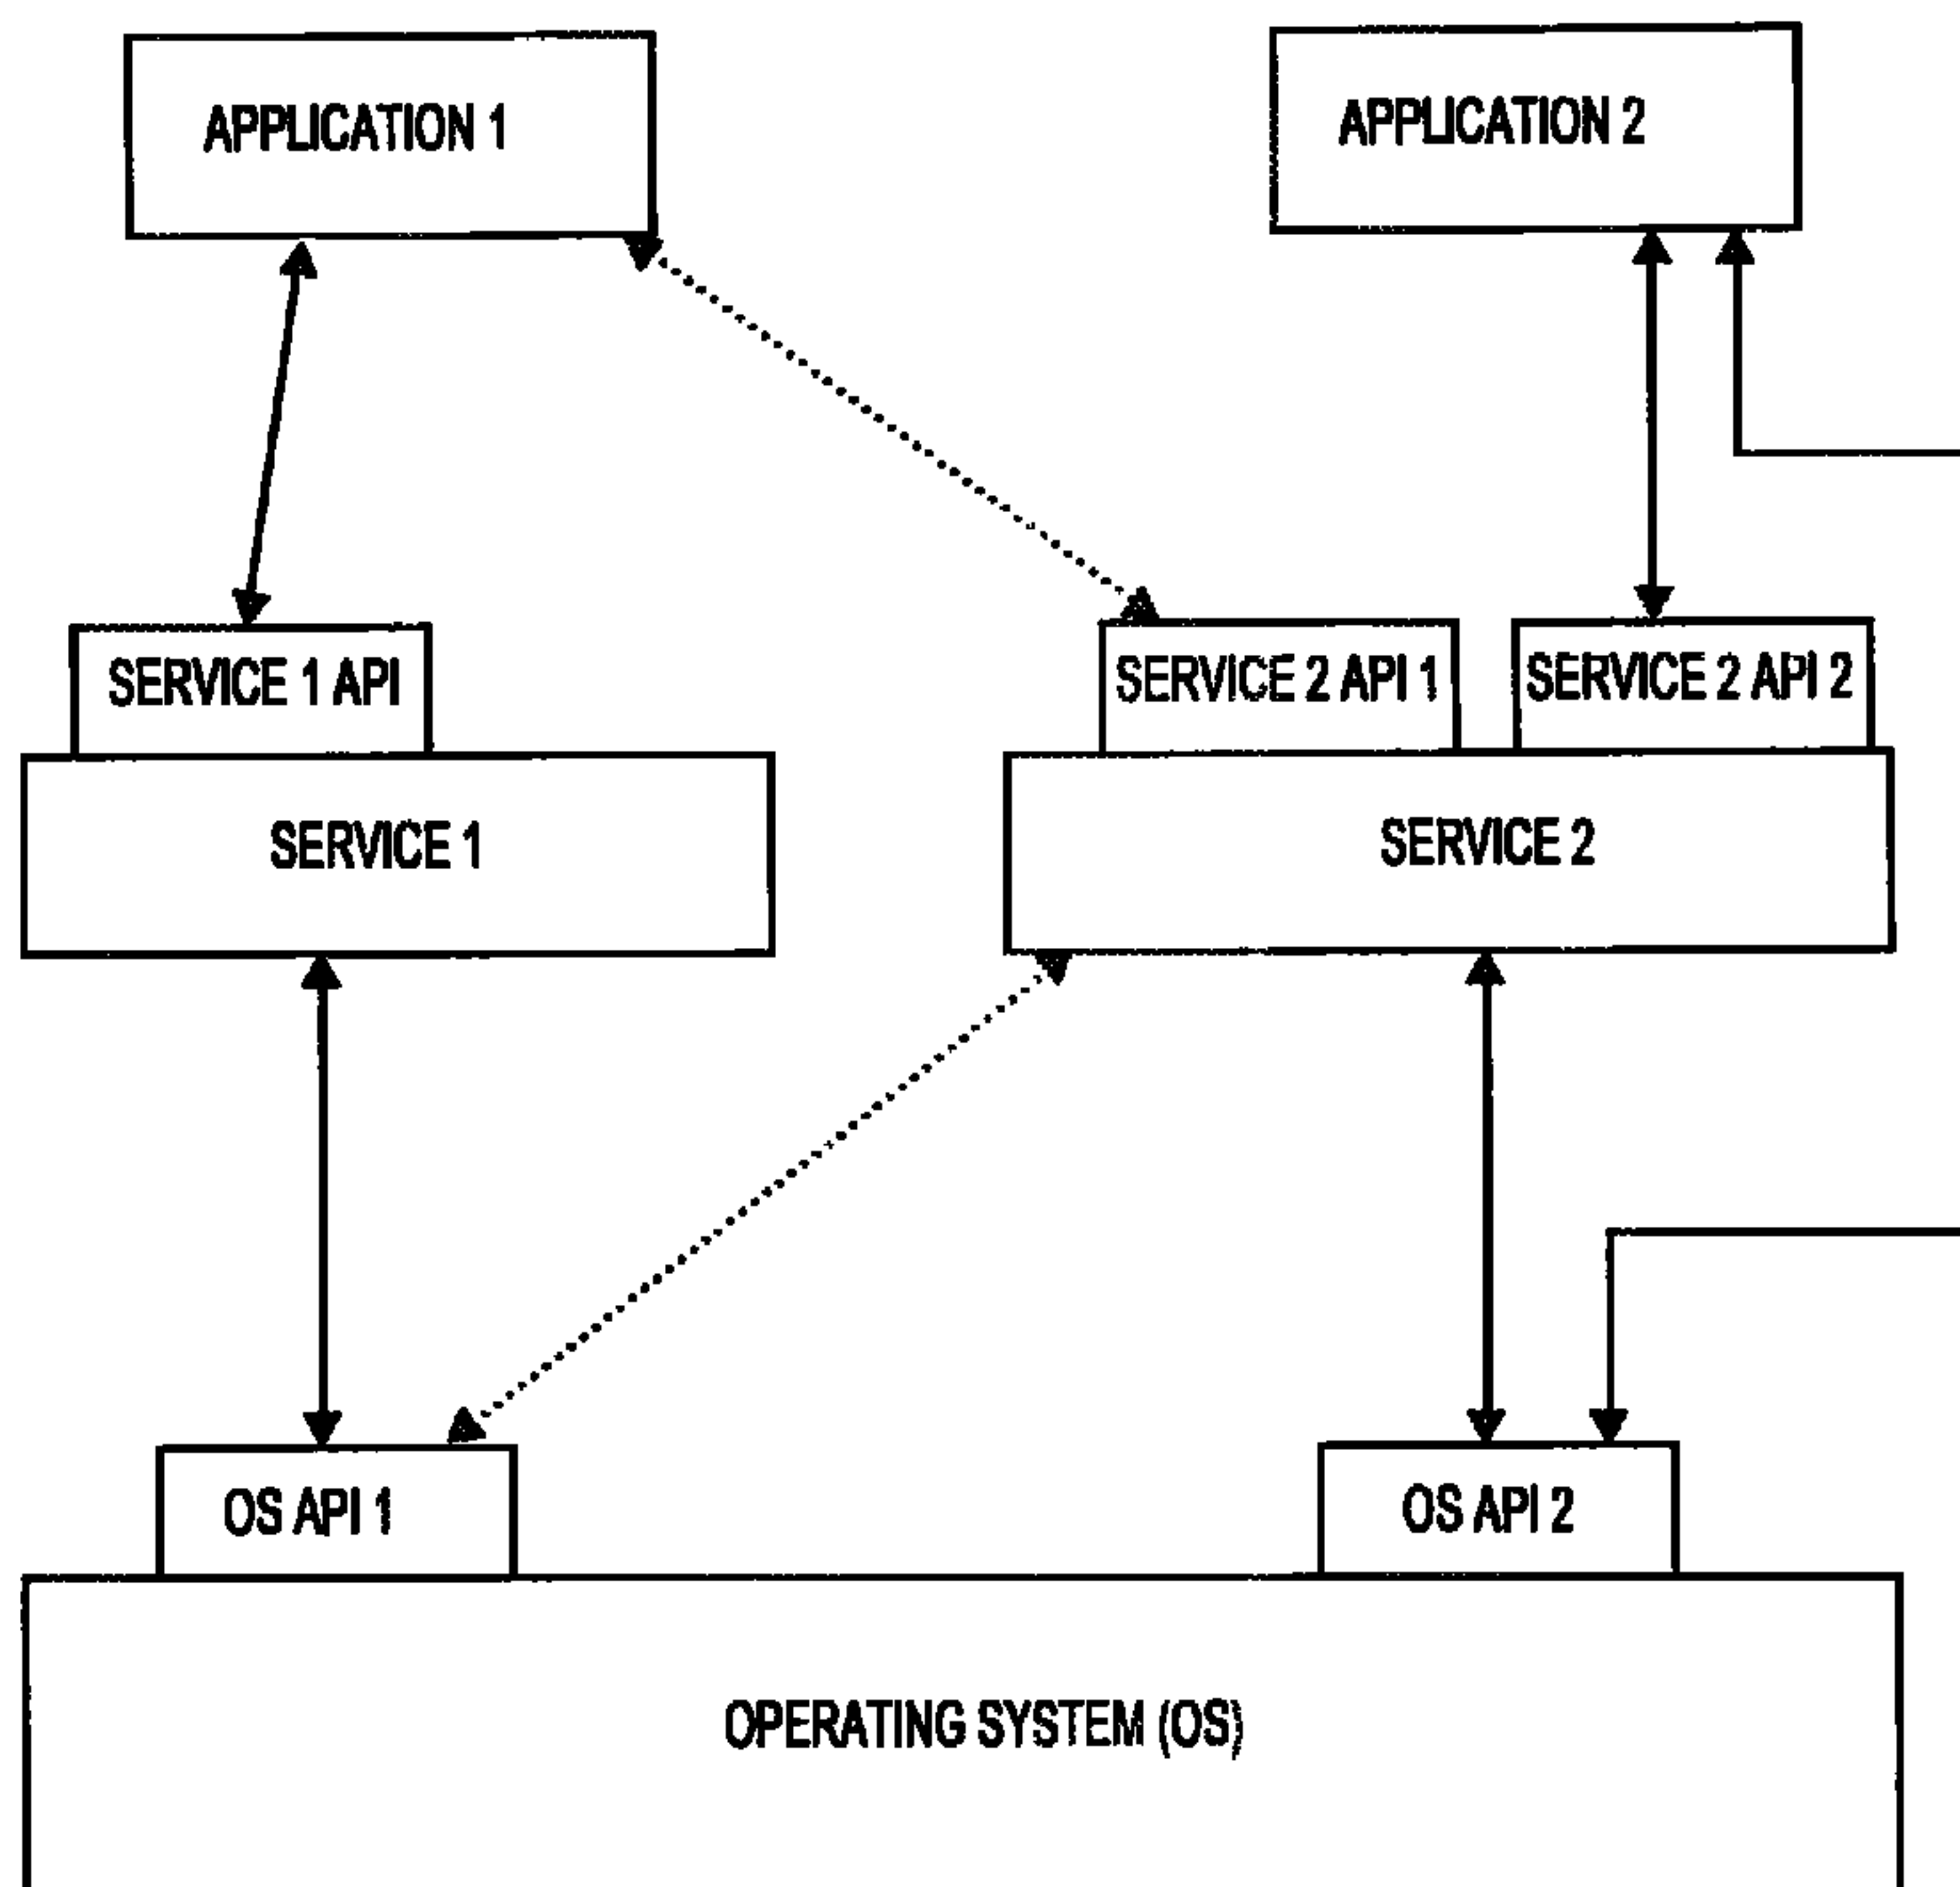 APPLICATION 1
APPLICATION 2
SERVICE 1 API
SERVICE 2 API 1
SERVICE 2 API 2
SERVICE 1
SERVICE 2
OS API 1
OS API 2
OPERATING SYSTEM (OS)